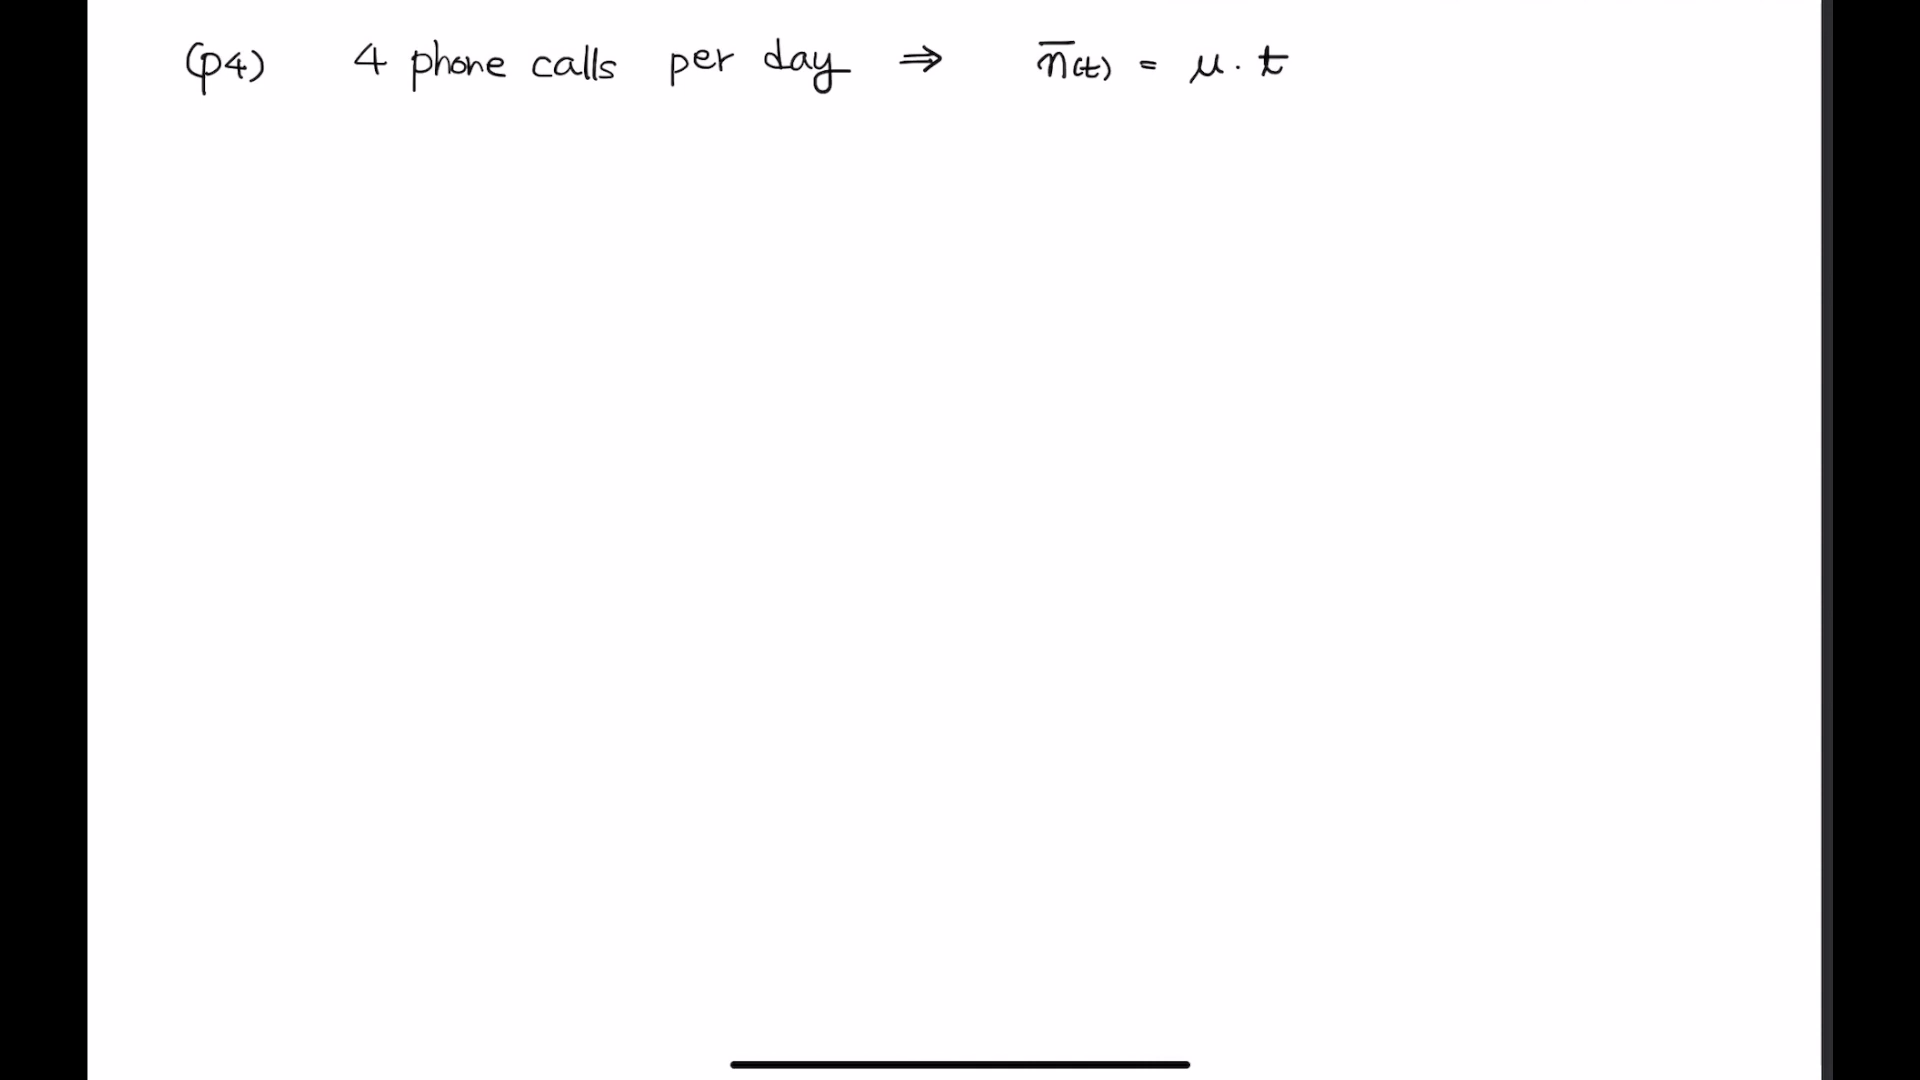 (p4) 4 phone calls per day ⇒ n̅(t) = μ · t